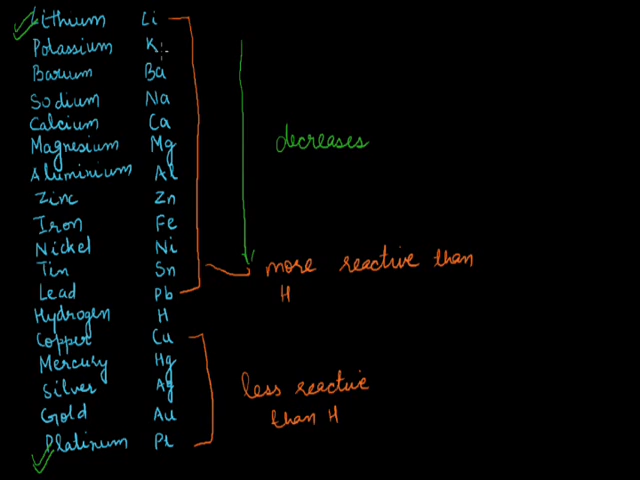 Lithium Li
Potassium K
Barium Ba
Sodium Na
Calcium Ca
decreases
Magnesium Mg
Aluminium Al
Zinc Zn
Iron Fe
Nickel Ni
Tin Sn
more reactive than
H
Lead Pb
Hydrogen H
Copper Cu
Mercury Hg
Silver Ag
less reactive
than H
Gold Au
Platinum Pt